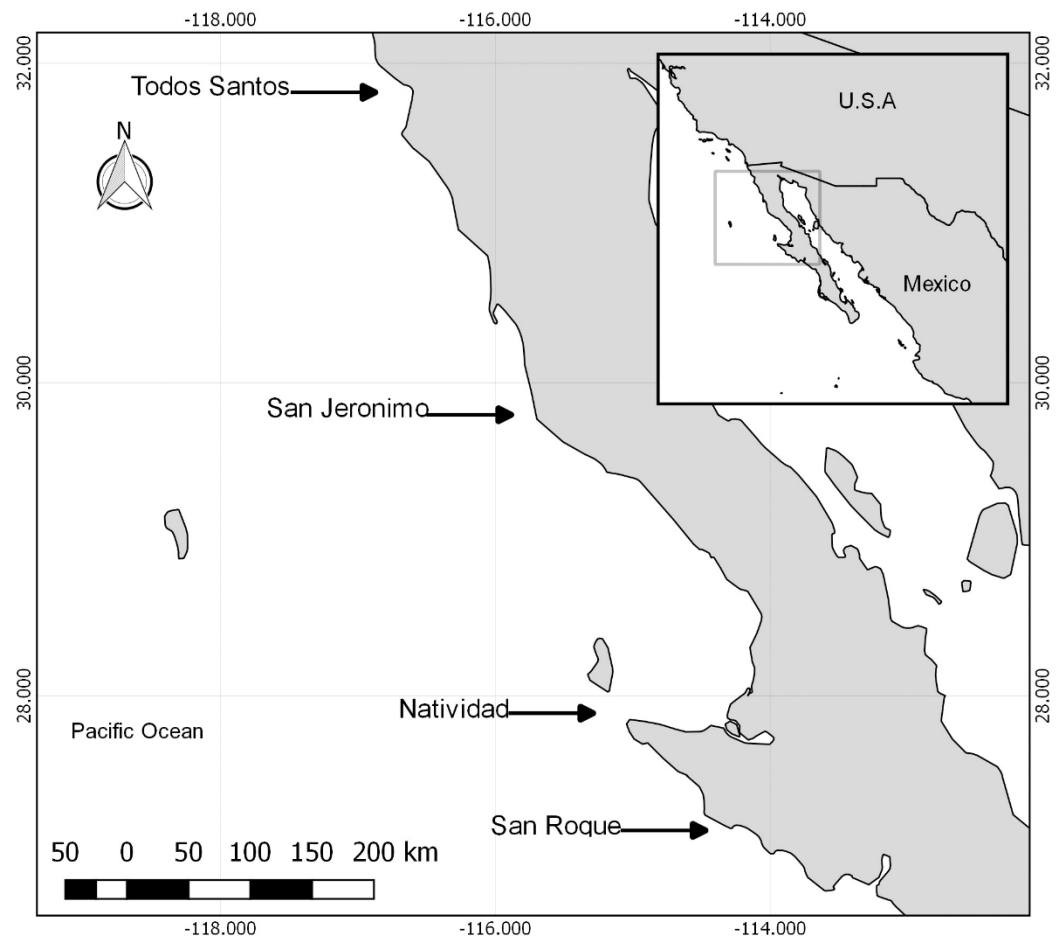 -118.000 -116.000 -114.000
32.000
32.000
Todos Santos
U.S.A
N
Mexico
30.000
30.000
San Jeronimo
28.000
28.000
Natividad
Pacific Ocean
San Roque
50 0 50 100 150 200 km
-118.000 -116.000 -114.000